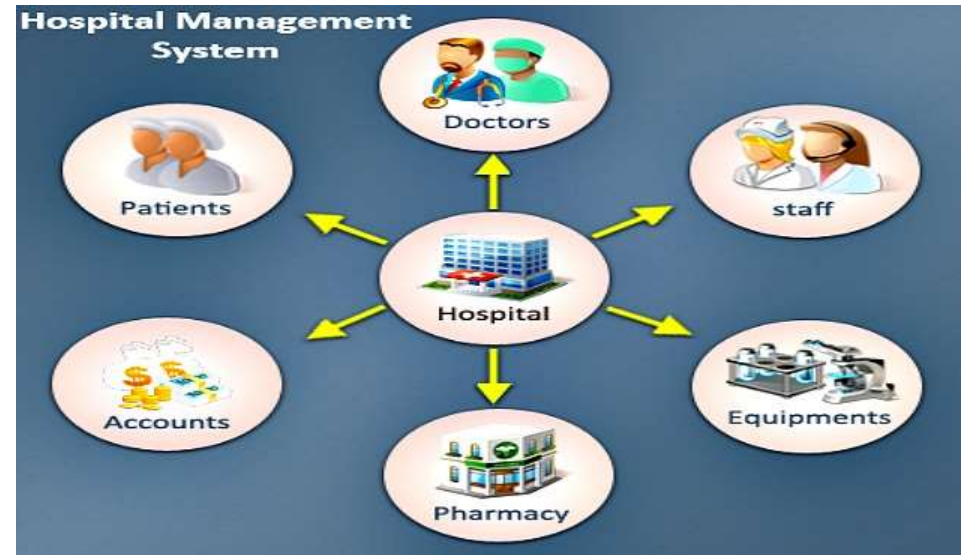 Hospital Management
System
Doctors
Patients
staff
Hospital
Accounts
Equipments
Pharmacy